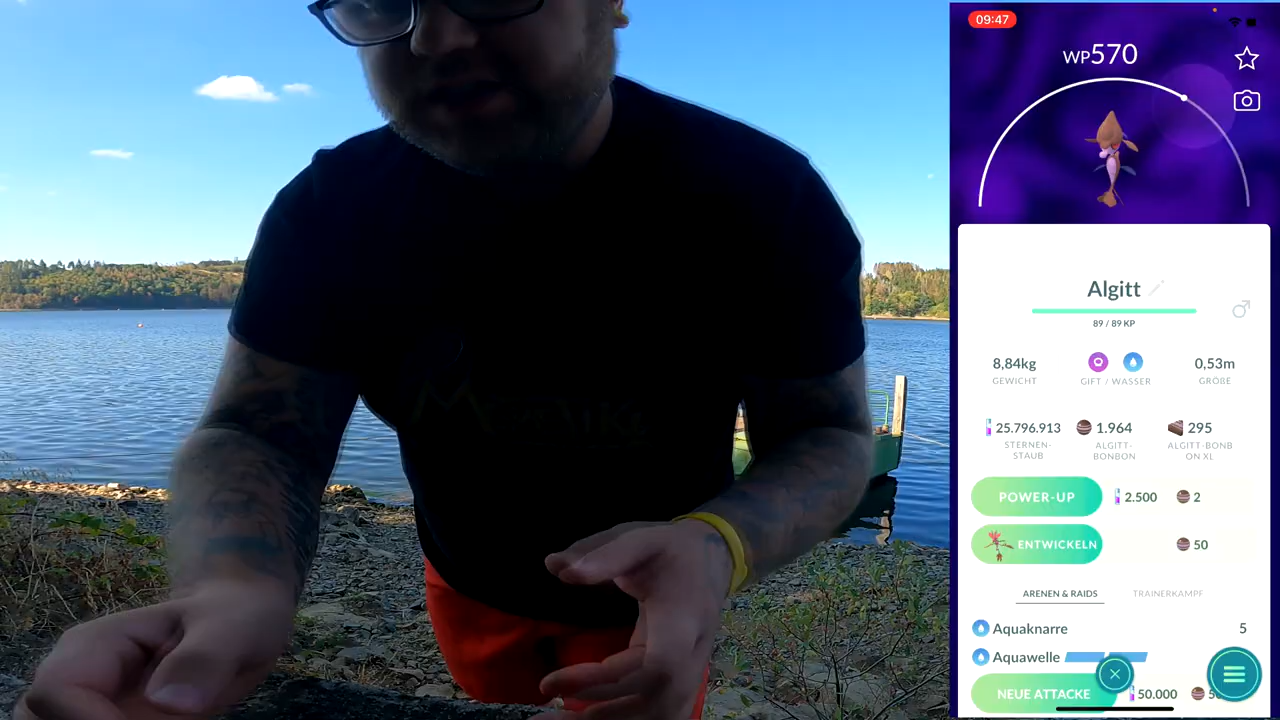 09:47
WP570
Algitt
89 / 89 KP
8,84kg
GEWICHT
GIFT / WASSER
0,53m
GRÖßE
25.796.913
STERNEN-
STAUB
1.964
ALGITT-
BONBON
295
ALGITT-BONB
ON XL
POWER-UP
2.500
2
ENTWICKELN
50
ARENEN & RAIDS
TRAINERKAMPF
Aquaknarre
5
Aquawelle
NEUE ATTACKE
50.000